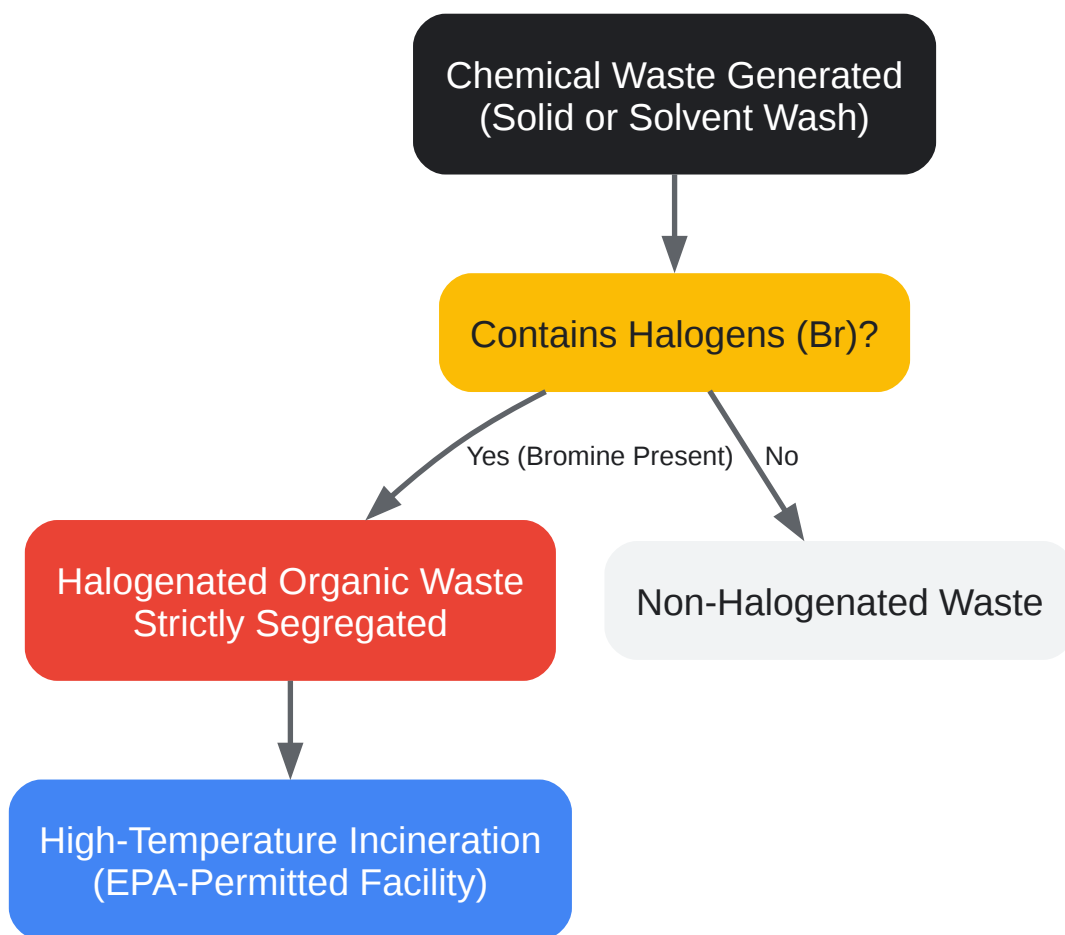 Chemical Waste Generated
(Solid or Solvent Wash)
Contains Halogens (Br)?
Yes (Bromine Present)
No
Halogenated Organic Waste
Strictly Segregated
Non-Halogenated Waste
High-Temperature Incineration
(EPA-Permitted Facility)